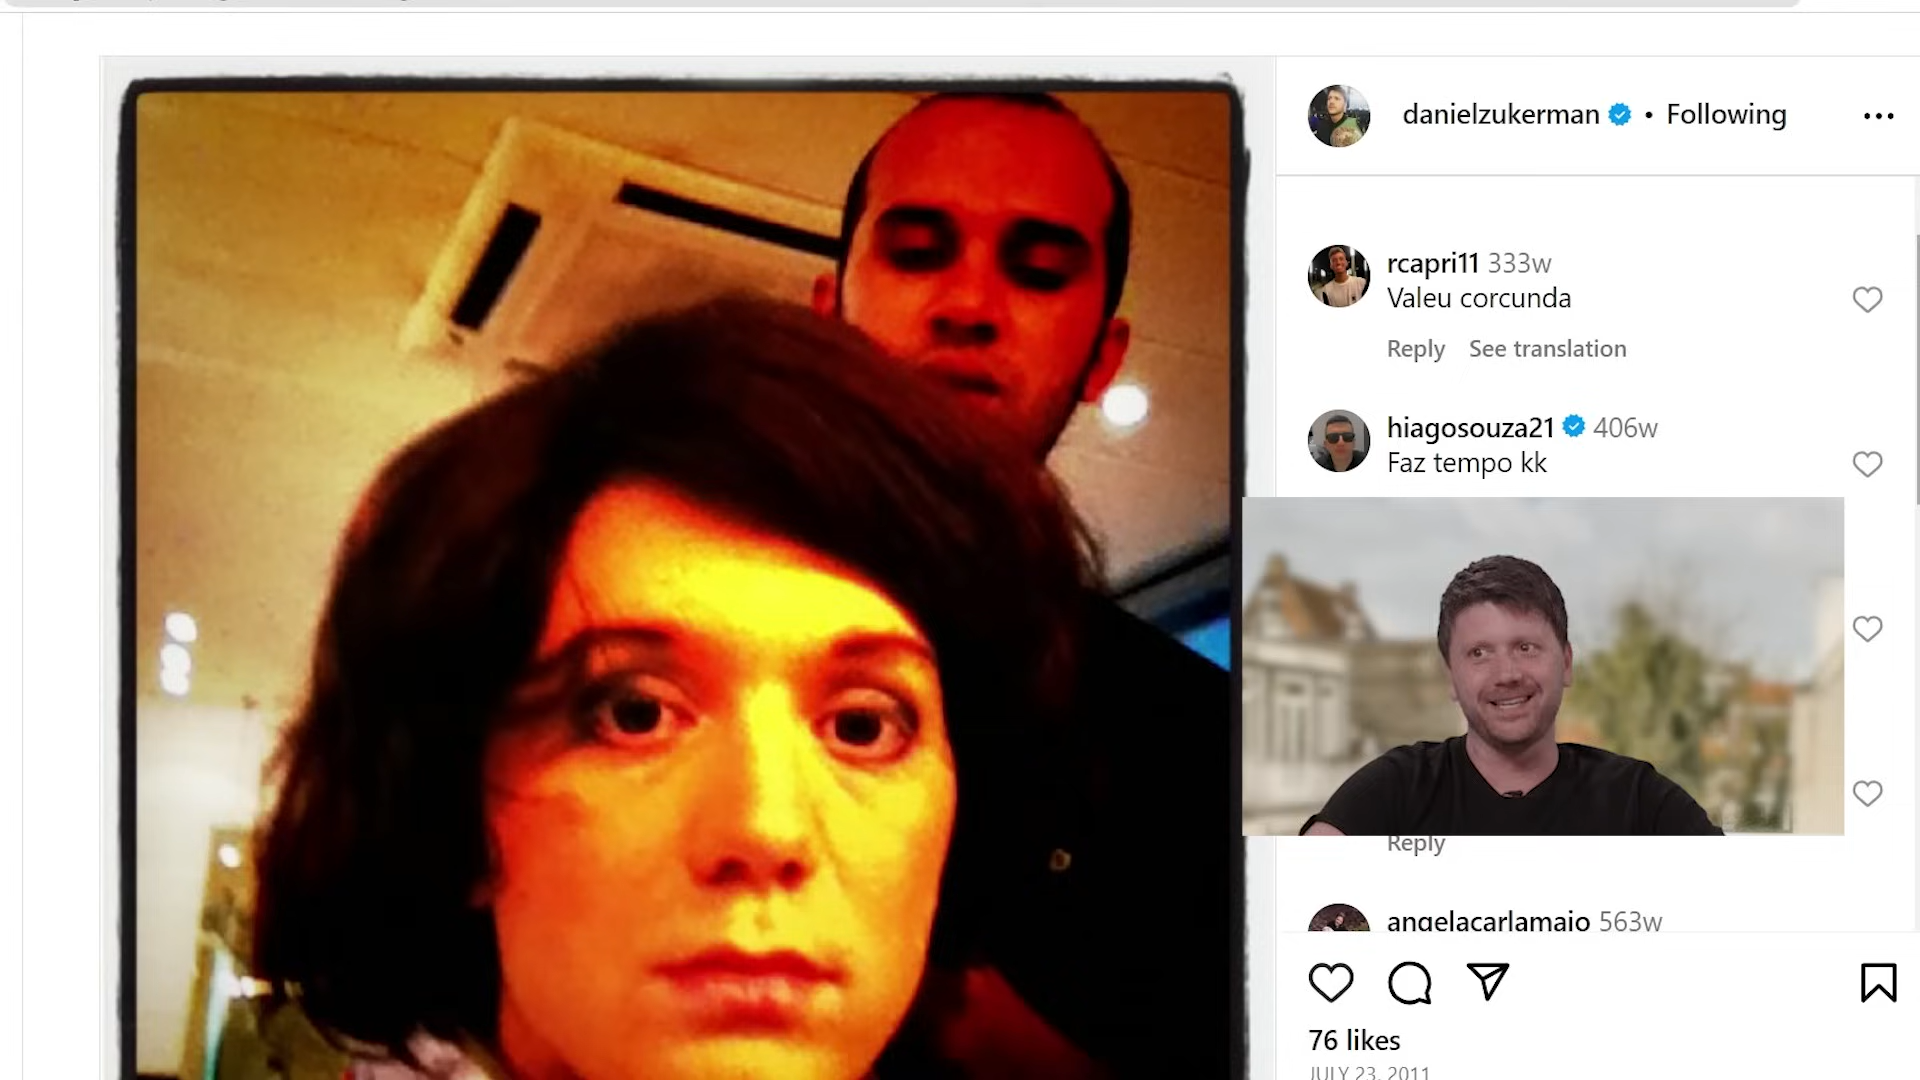 danielzukerman • Following
rcapri11 333w
Valeu corcunda
Reply See translation
hiagosouza21 406w
Faz tempo kk
Reply
angelacarlamaio 563w
76 likes
JULY 23, 2011